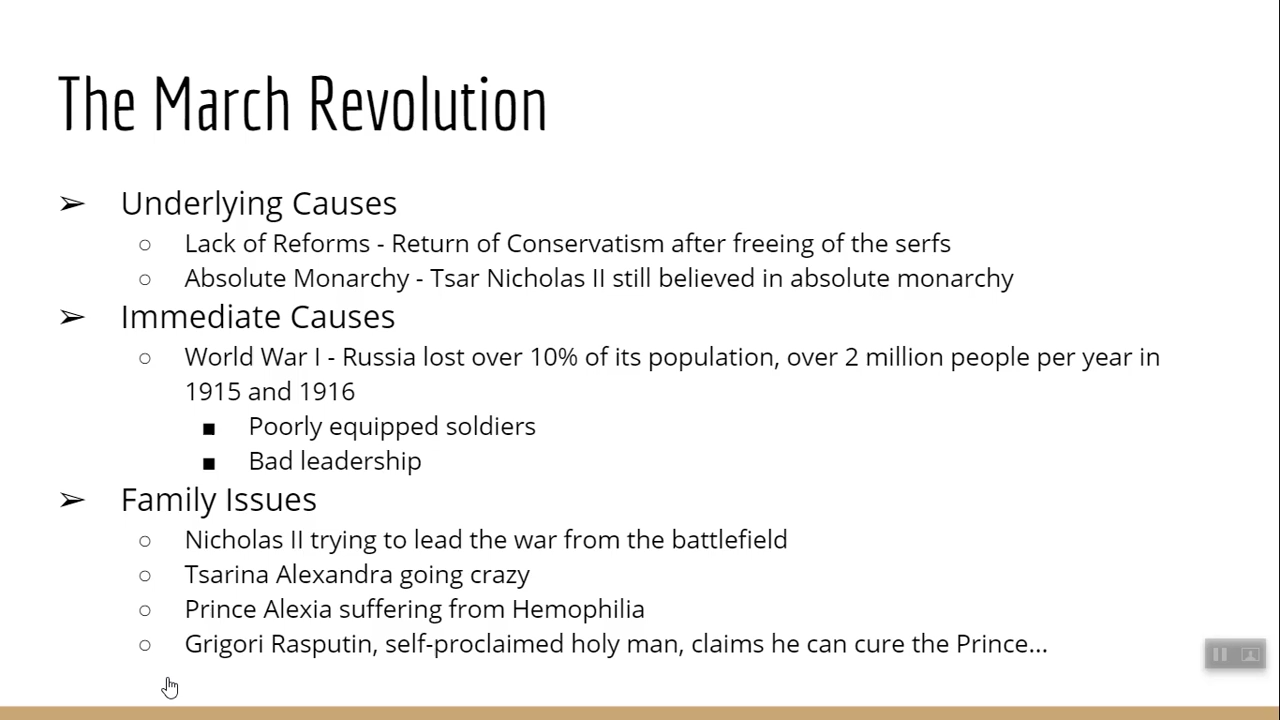 The March Revolution
➢ Underlying Causes
○ Lack of Reforms - Return of Conservatism after freeing of the serfs
○ Absolute Monarchy - Tsar Nicholas II still believed in absolute monarchy
➢ Immediate Causes
○ World War I - Russia lost over 10% of its population, over 2 million people per year in
1915 and 1916
■ Poorly equipped soldiers
■ Bad leadership
➢ Family Issues
○ Nicholas II trying to lead the war from the battlefield
○ Tsarina Alexandra going crazy
○ Prince Alexia suffering from Hemophilia
○ Grigori Rasputin, self-proclaimed holy man, claims he can cure the Prince...